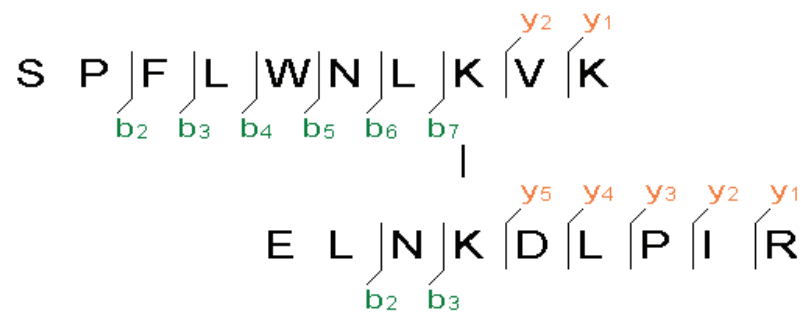 y2 y1
S P F L W N L K V K
b2 b3 b4 b5 b6 b7
y5 y4 y3 y2 y1
E L N K D L P I R
b2 b3